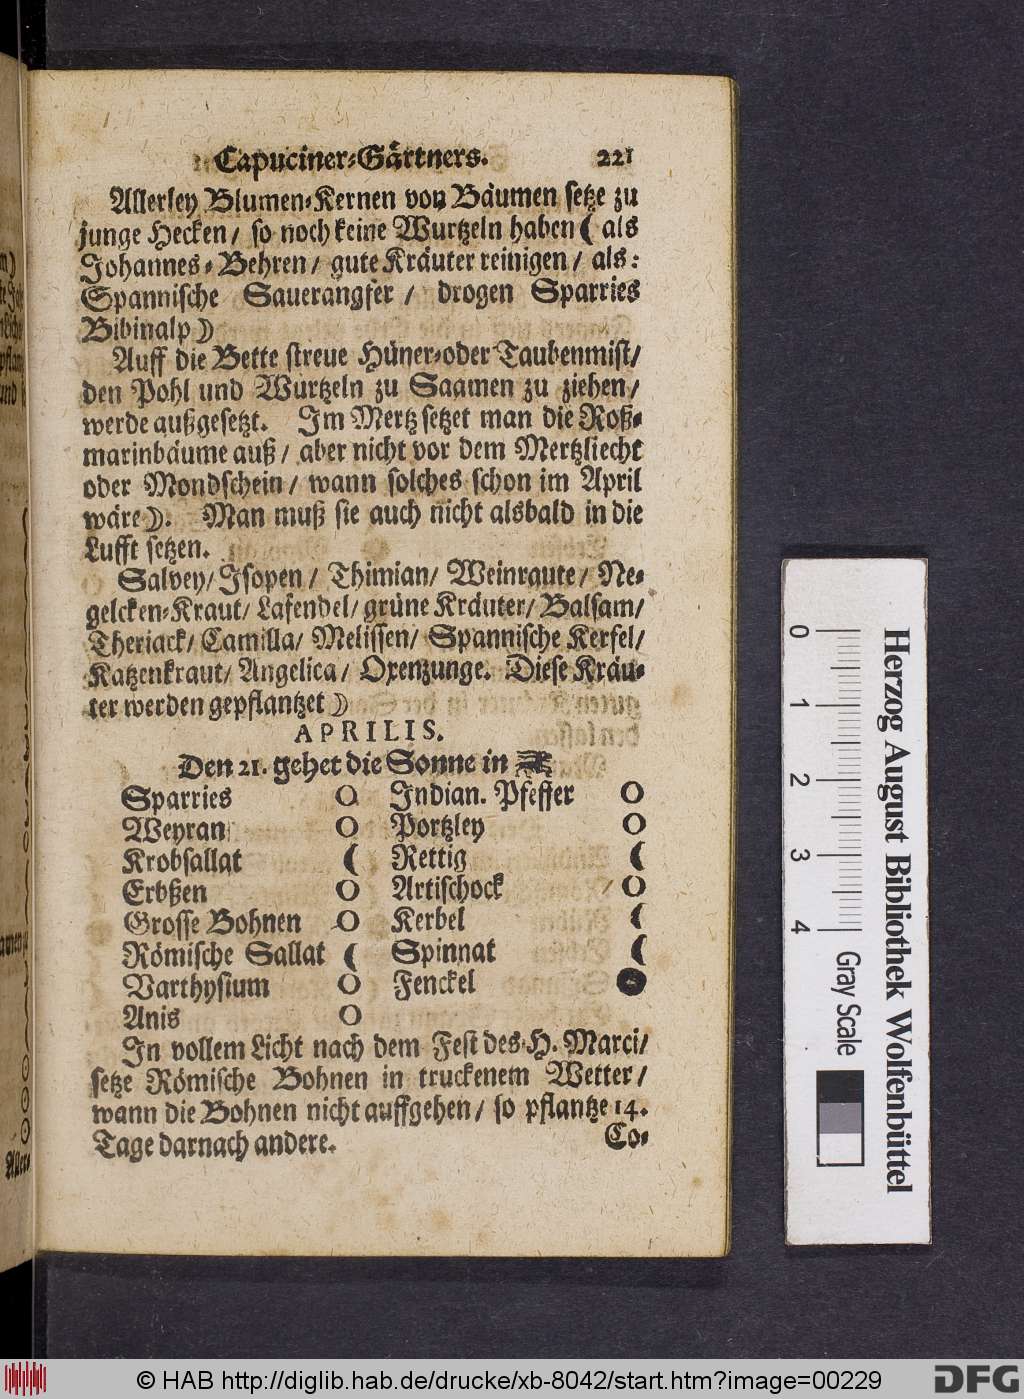 Capuciner-Gärtners. 221
Allerley Blumen-Kernen von Bäumen setze zu
junge Hecken/ so noch keine Wurtzeln haben ( als
Johannes-Behren/ gute Kräuter reinigen/ als:
Spannische Sauerangfer / drogen Sparries
Bibinalp ☽
Auff die Bette streue Hüner-oder Taubenmist/
den Pohl und Wurtzeln zu Saamen zu ziehen/
werde außgesetzt. Im Mertz setzet man die Roß-
marinbäume auß/ aber nicht vor dem Mertzliecht
oder Mondschein/ wann solches schon im April
wäre ☽. Man muß sie auch nicht alsbald in die
Lufft setzen.
Salvey/ Isopen/ Thimian/ Weinraute/ Ne-
gelcken-Kraut/ Lafendel/ grüne Kräuter/ Balsam/
Theriack/ Camilla/ Melissen/ Spannische Kerfel/
Katzenkraut/ Angelica/ Oxenzunge. Diese Kräu-
ter werden gepflantzet ☽
APRILIS.
Den 21. gehet die Sonne in
Sparries ○ Indian. Pfeffer ○
Weyran ○ Portzley ○
Krobsallat ( Rettig (
Erbßen ○ Artischock ○
Grosse Bohnen ○ Kerbel (
Römische Sallat ( Spinnat (
Varthysium ○ Fenckel ●
Anis ○
In vollem Licht nach dem Fest des H. Marci/
setze Römische Bohnen in truckenem Wetter/
wann die Bohnen nicht auffgehen/ so pflantze 14.
Tage darnach andere. Co-
0 1 2 3 4
Gray Scale
Herzog August Bibliothek Wolfenbüttel
© HAB http://diglib.hab.de/drucke/xb-8042/start.htm?image=00229
DFG